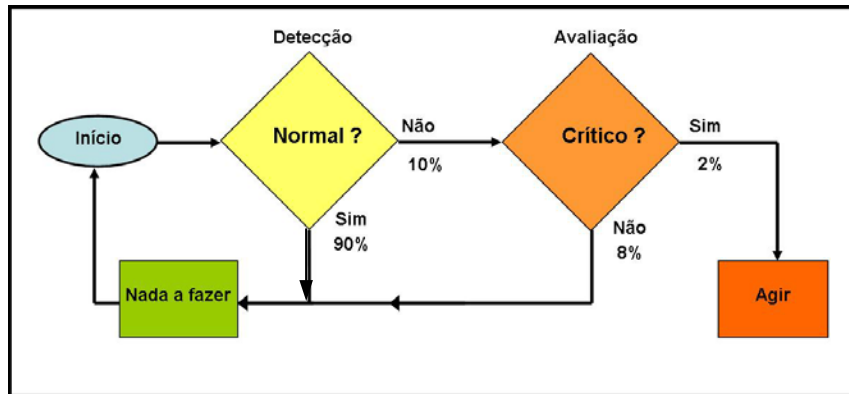 Detecção
Avaliação
Início
Normal ?
Não
10%
Crítico ?
Sim
2%
Sim
90%
Não
8%
Nada a fazer
Agir